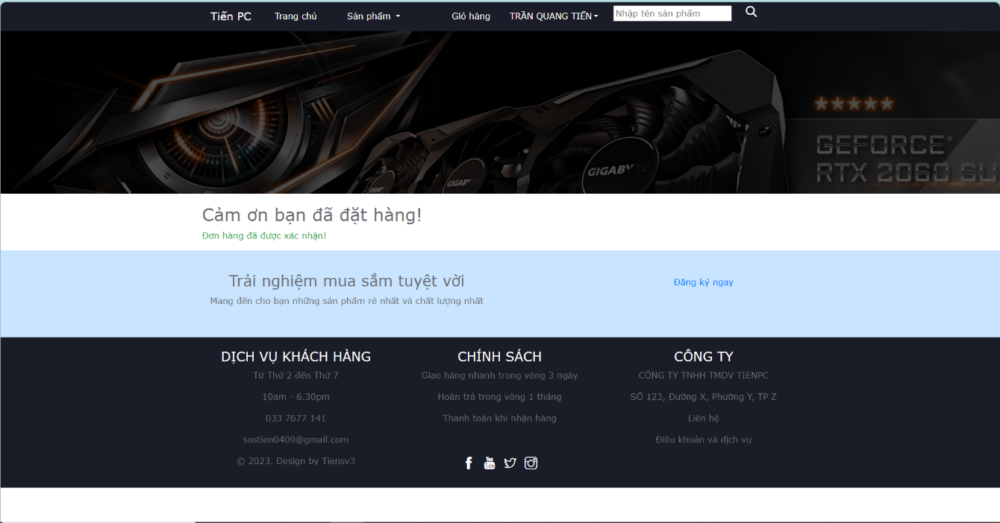 Tiến PC Trang chủ Sản phẩm Giỏ hàng TRẦN QUANG TIẾN Nhập tên sản phẩm
GIGABYTE
GIGABYTE
GEFORCE®
RTX 2060 SU
Cảm ơn bạn đã đặt hàng!
Đơn hàng đã được xác nhận!
Trải nghiệm mua sắm tuyệt vời
Mang đến cho bạn những sản phẩm rẻ nhất và chất lượng nhất
Đăng ký ngay
DỊCH VỤ KHÁCH HÀNG
Từ Thứ 2 đến Thứ 7
10am - 6.30pm
033 7677 141
sostien0409@gmail.com
© 2023. Design by Tiensv3
CHÍNH SÁCH
Giao hàng nhanh trong vòng 3 ngày
Hoàn trả trong vòng 1 tháng
Thanh toán khi nhận hàng
You Tube
CÔNG TY
CÔNG TY TNHH TMDV TIENPC
SỐ 123, Đường X, Phường Y, TP Z
Liên hệ
Điều khoản và dịch vụ